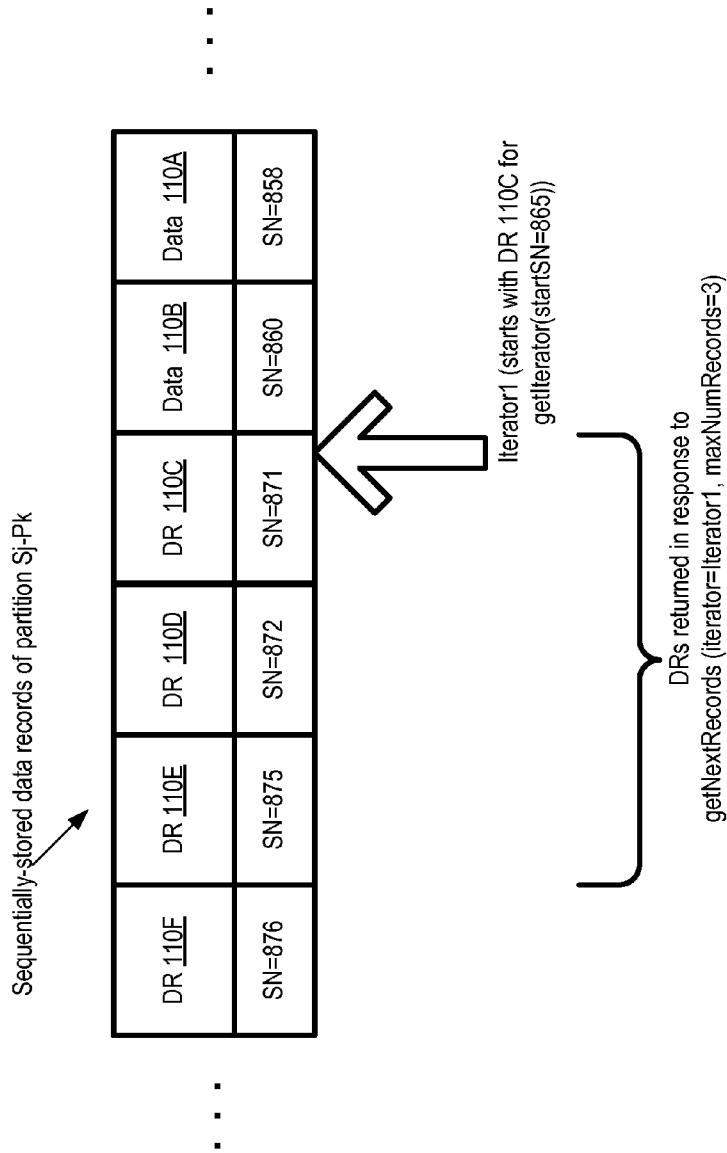 Sequentially-stored data records of partition Sj-Pk
. . .
DR 110F
DR 110E
DR 110D
DR 110C
Data 110B
Data 110A
. . .
SN=876
SN=875
SN=872
SN=871
SN=860
SN=858
Iterator1 (starts with DR 110C for
getIterator(startSN=865))
DRs returned in response to
getNextRecords (iterator=Iterator1, maxNumRecords=3)